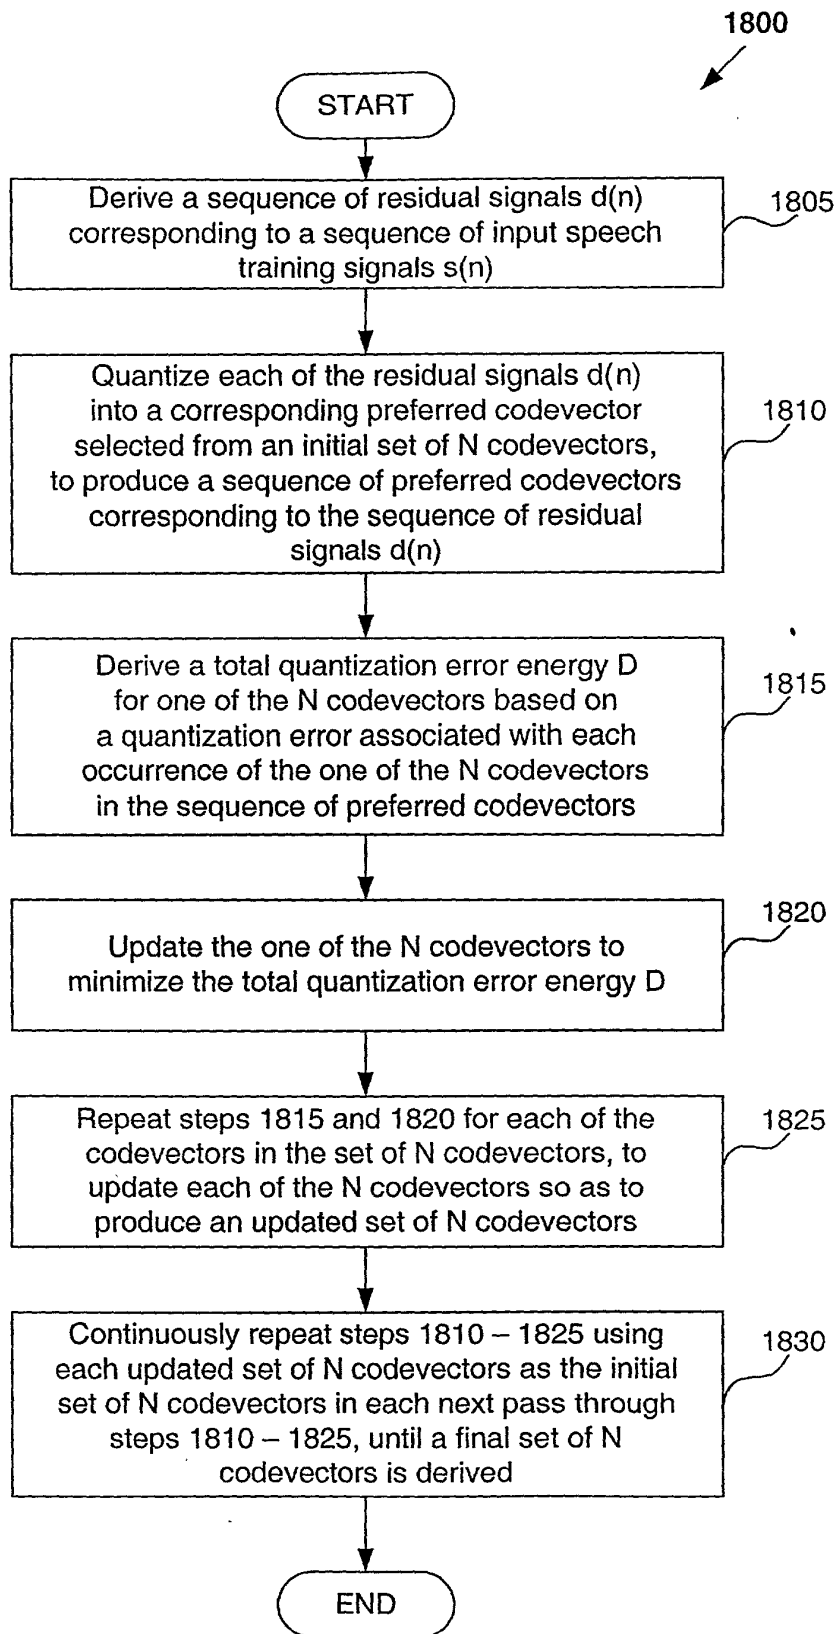 1800
START
Derive a sequence of residual signals d(n)
corresponding to a sequence of input speech
training signals s(n)
1805
Quantize each of the residual signals d(n)
into a corresponding preferred codevector
selected from an initial set of N codevectors,
to produce a sequence of preferred codevectors
corresponding to the sequence of residual
signals d(n)
1810
Derive a total quantization error energy D
for one of the N codevectors based on
a quantization error associated with each
occurrence of the one of the N codevectors
in the sequence of preferred codevectors
1815
Update the one of the N codevectors to
minimize the total quantization error energy D
1820
Repeat steps 1815 and 1820 for each of the
codevectors in the set of N codevectors, to
update each of the N codevectors so as to
produce an updated set of N codevectors
1825
Continuously repeat steps 1810 – 1825 using
each updated set of N codevectors as the initial
set of N codevectors in each next pass through
steps 1810 – 1825, until a final set of N
codevectors is derived
1830
END